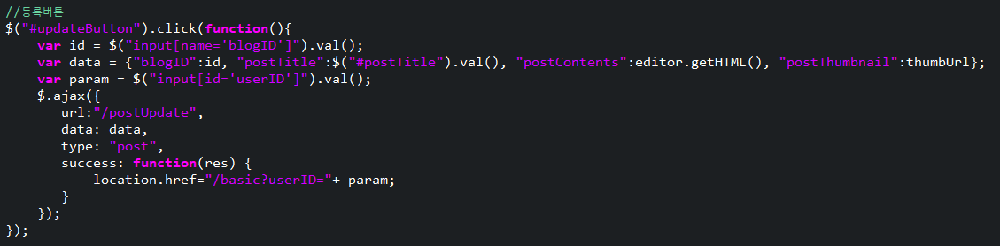 //등록버튼
$("#updateButton").click(function(){
    var id = $("input[name='blogID']").val();
    var data = {"blogID":id, "postTitle":$("#postTitle").val(), "postContents":editor.getHTML(), "postThumbnail":thumbUrl};
    var param = $("input[id='userID']").val();
    $.ajax({
       url:"/postUpdate",
       data: data,
       type: "post",
       success: function(res) {
           location.href="/basic?userID="+ param;
       }
    });
});